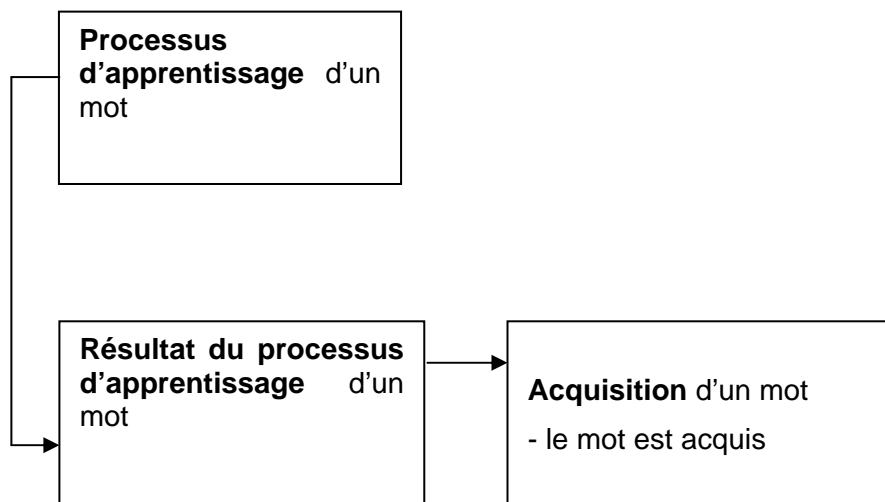 Processus
d’apprentissage d’un
mot
Résultat du processus
d’apprentissage d’un
mot
Acquisition d’un mot
- le mot est acquis